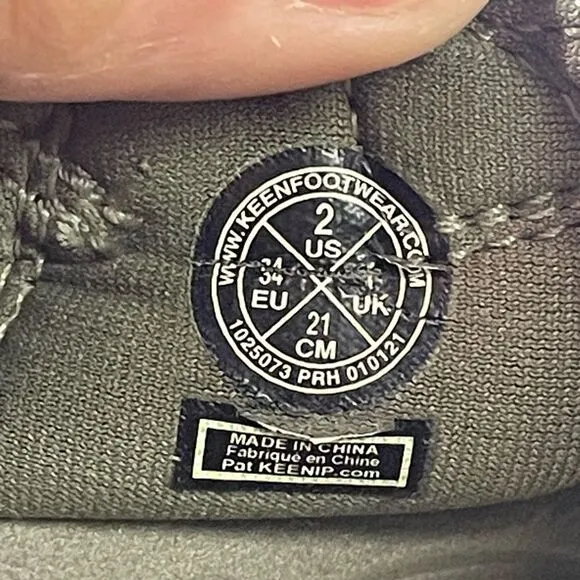 WWW.KEENFOOTWEAR.COM
2
US
34
EU
UK
21
CM
1025073 PRH 010121
MADE IN CHINA
Fabriqué en Chine
Pat KEENIP.com